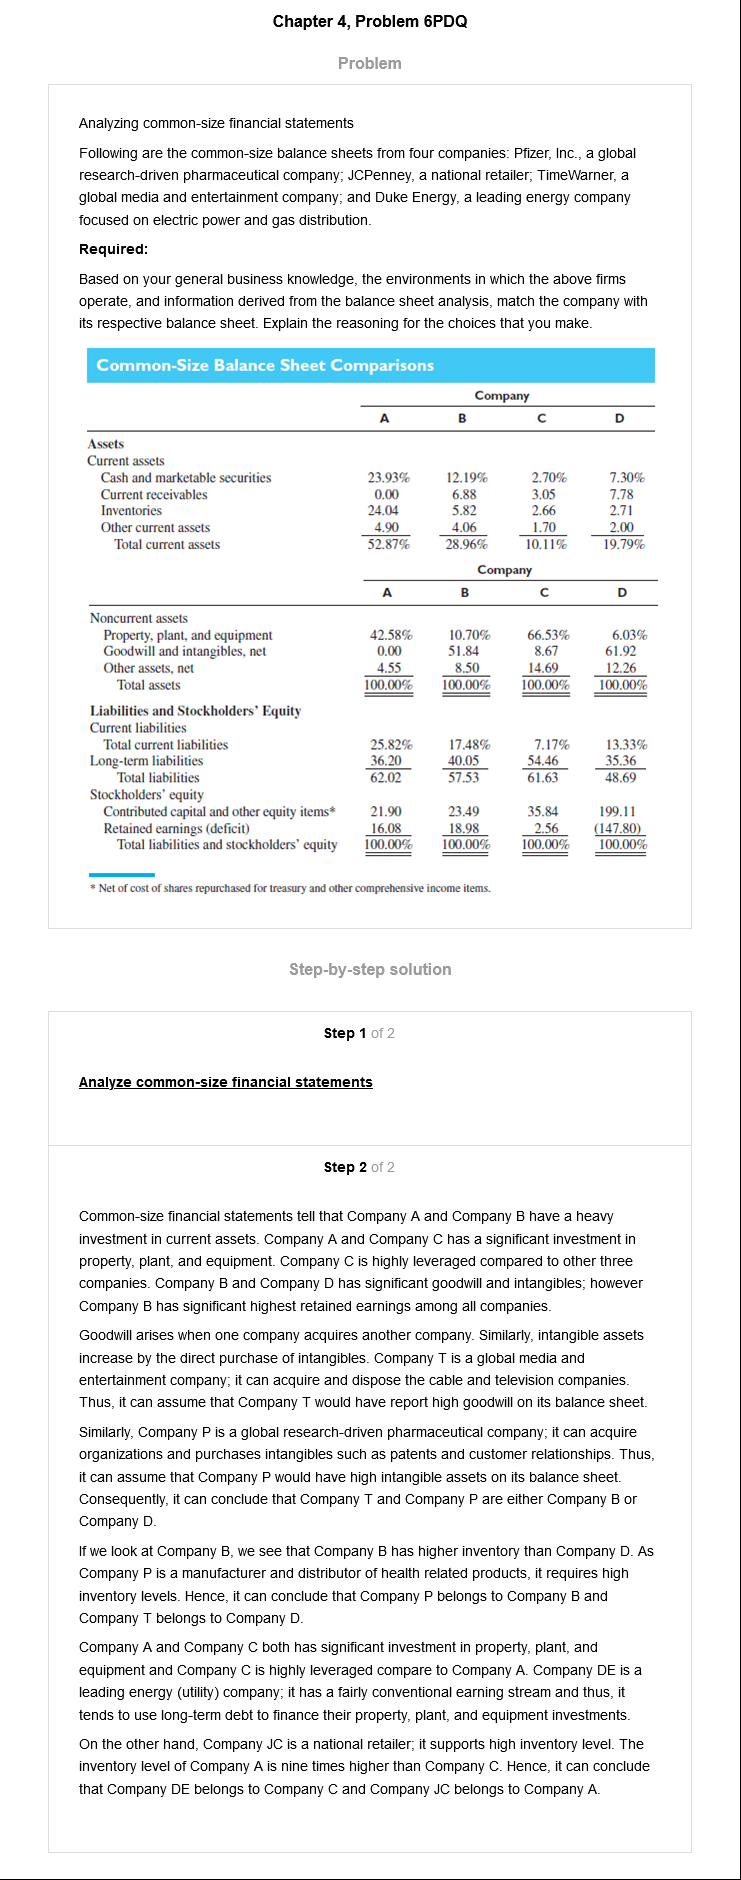 Chapter 4, Problem 6PDQ
Problem
Analyzing common-size financial statements
Following are the common-size balance sheets from four companies: Pfizer, Inc., a global
research-driven pharmaceutical company; JCPenney, a national retailer; TimeWarner, a
global media and entertainment company; and Duke Energy, a leading energy company
focused on electric power and gas distribution.
Required:
Based on your general business knowledge, the environments in which the above firms
operate, and information derived from the balance sheet analysis, match the company with
its respective balance sheet. Explain the reasoning for the choices that you make.
Common-Size Balance Sheet Comparisons
Company
A B C D
Assets
Current assets
Cash and marketable securities 23.93% 12.19% 2.70% 7.30%
Current receivables 0.00 6.88 3.05 7.78
Inventories 24.04 5.82 2.66 2.71
Other current assets 4.90 4.06 1.70 2.00
Total current assets 52.87% 28.96% 10.11% 19.79%
Company
A B C D
Noncurrent assets
Property, plant, and equipment 42.58% 10.70% 66.53% 6.03%
Goodwill and intangibles, net 0.00 51.84 8.67 61.92
Other assets, net 4.55 8.50 14.69 12.26
Total assets 100.00% 100.00% 100.00% 100.00%
Liabilities and Stockholders' Equity
Current liabilities
Total current liabilities 25.82% 17.48% 7.17% 13.33%
Long-term liabilities 36.20 40.05 54.46 35.36
Total liabilities 62.02 57.53 61.63 48.69
Stockholders' equity
Contributed capital and other equity items* 21.90 23.49 35.84 199.11
Retained earnings (deficit) 16.08 18.98 2.56 (147.80)
Total liabilities and stockholders' equity 100.00% 100.00% 100.00% 100.00%
* Net of cost of shares repurchased for treasury and other comprehensive income items.
Step-by-step solution
Step 1 of 2
Analyze common-size financial statements
Step 2 of 2
Common-size financial statements tell that Company A and Company B have a heavy
investment in current assets. Company A and Company C has a significant investment in
property, plant, and equipment. Company C is highly leveraged compared to other three
companies. Company B and Company D has significant goodwill and intangibles; however
Company B has significant highest retained earnings among all companies.
Goodwill arises when one company acquires another company. Similarly, intangible assets
increase by the direct purchase of intangibles. Company T is a global media and
entertainment company; it can acquire and dispose the cable and television companies.
Thus, it can assume that Company T would have report high goodwill on its balance sheet.
Similarly, Company P is a global research-driven pharmaceutical company; it can acquire
organizations and purchases intangibles such as patents and customer relationships. Thus,
it can assume that Company P would have high intangible assets on its balance sheet.
Consequently, it can conclude that Company T and Company P are either Company B or
Company D.
If we look at Company B, we see that Company B has higher inventory than Company D. As
Company P is a manufacturer and distributor of health related products, it requires high
inventory levels. Hence, it can conclude that Company P belongs to Company B and
Company T belongs to Company D.
Company A and Company C both has significant investment in property, plant, and
equipment and Company C is highly leveraged compare to Company A. Company DE is a
leading energy (utility) company; it has a fairly conventional earning stream and thus, it
tends to use long-term debt to finance their property, plant, and equipment investments.
On the other hand, Company JC is a national retailer; it supports high inventory level. The
inventory level of Company A is nine times higher than Company C. Hence, it can conclude
that Company DE belongs to Company C and Company JC belongs to Company A.